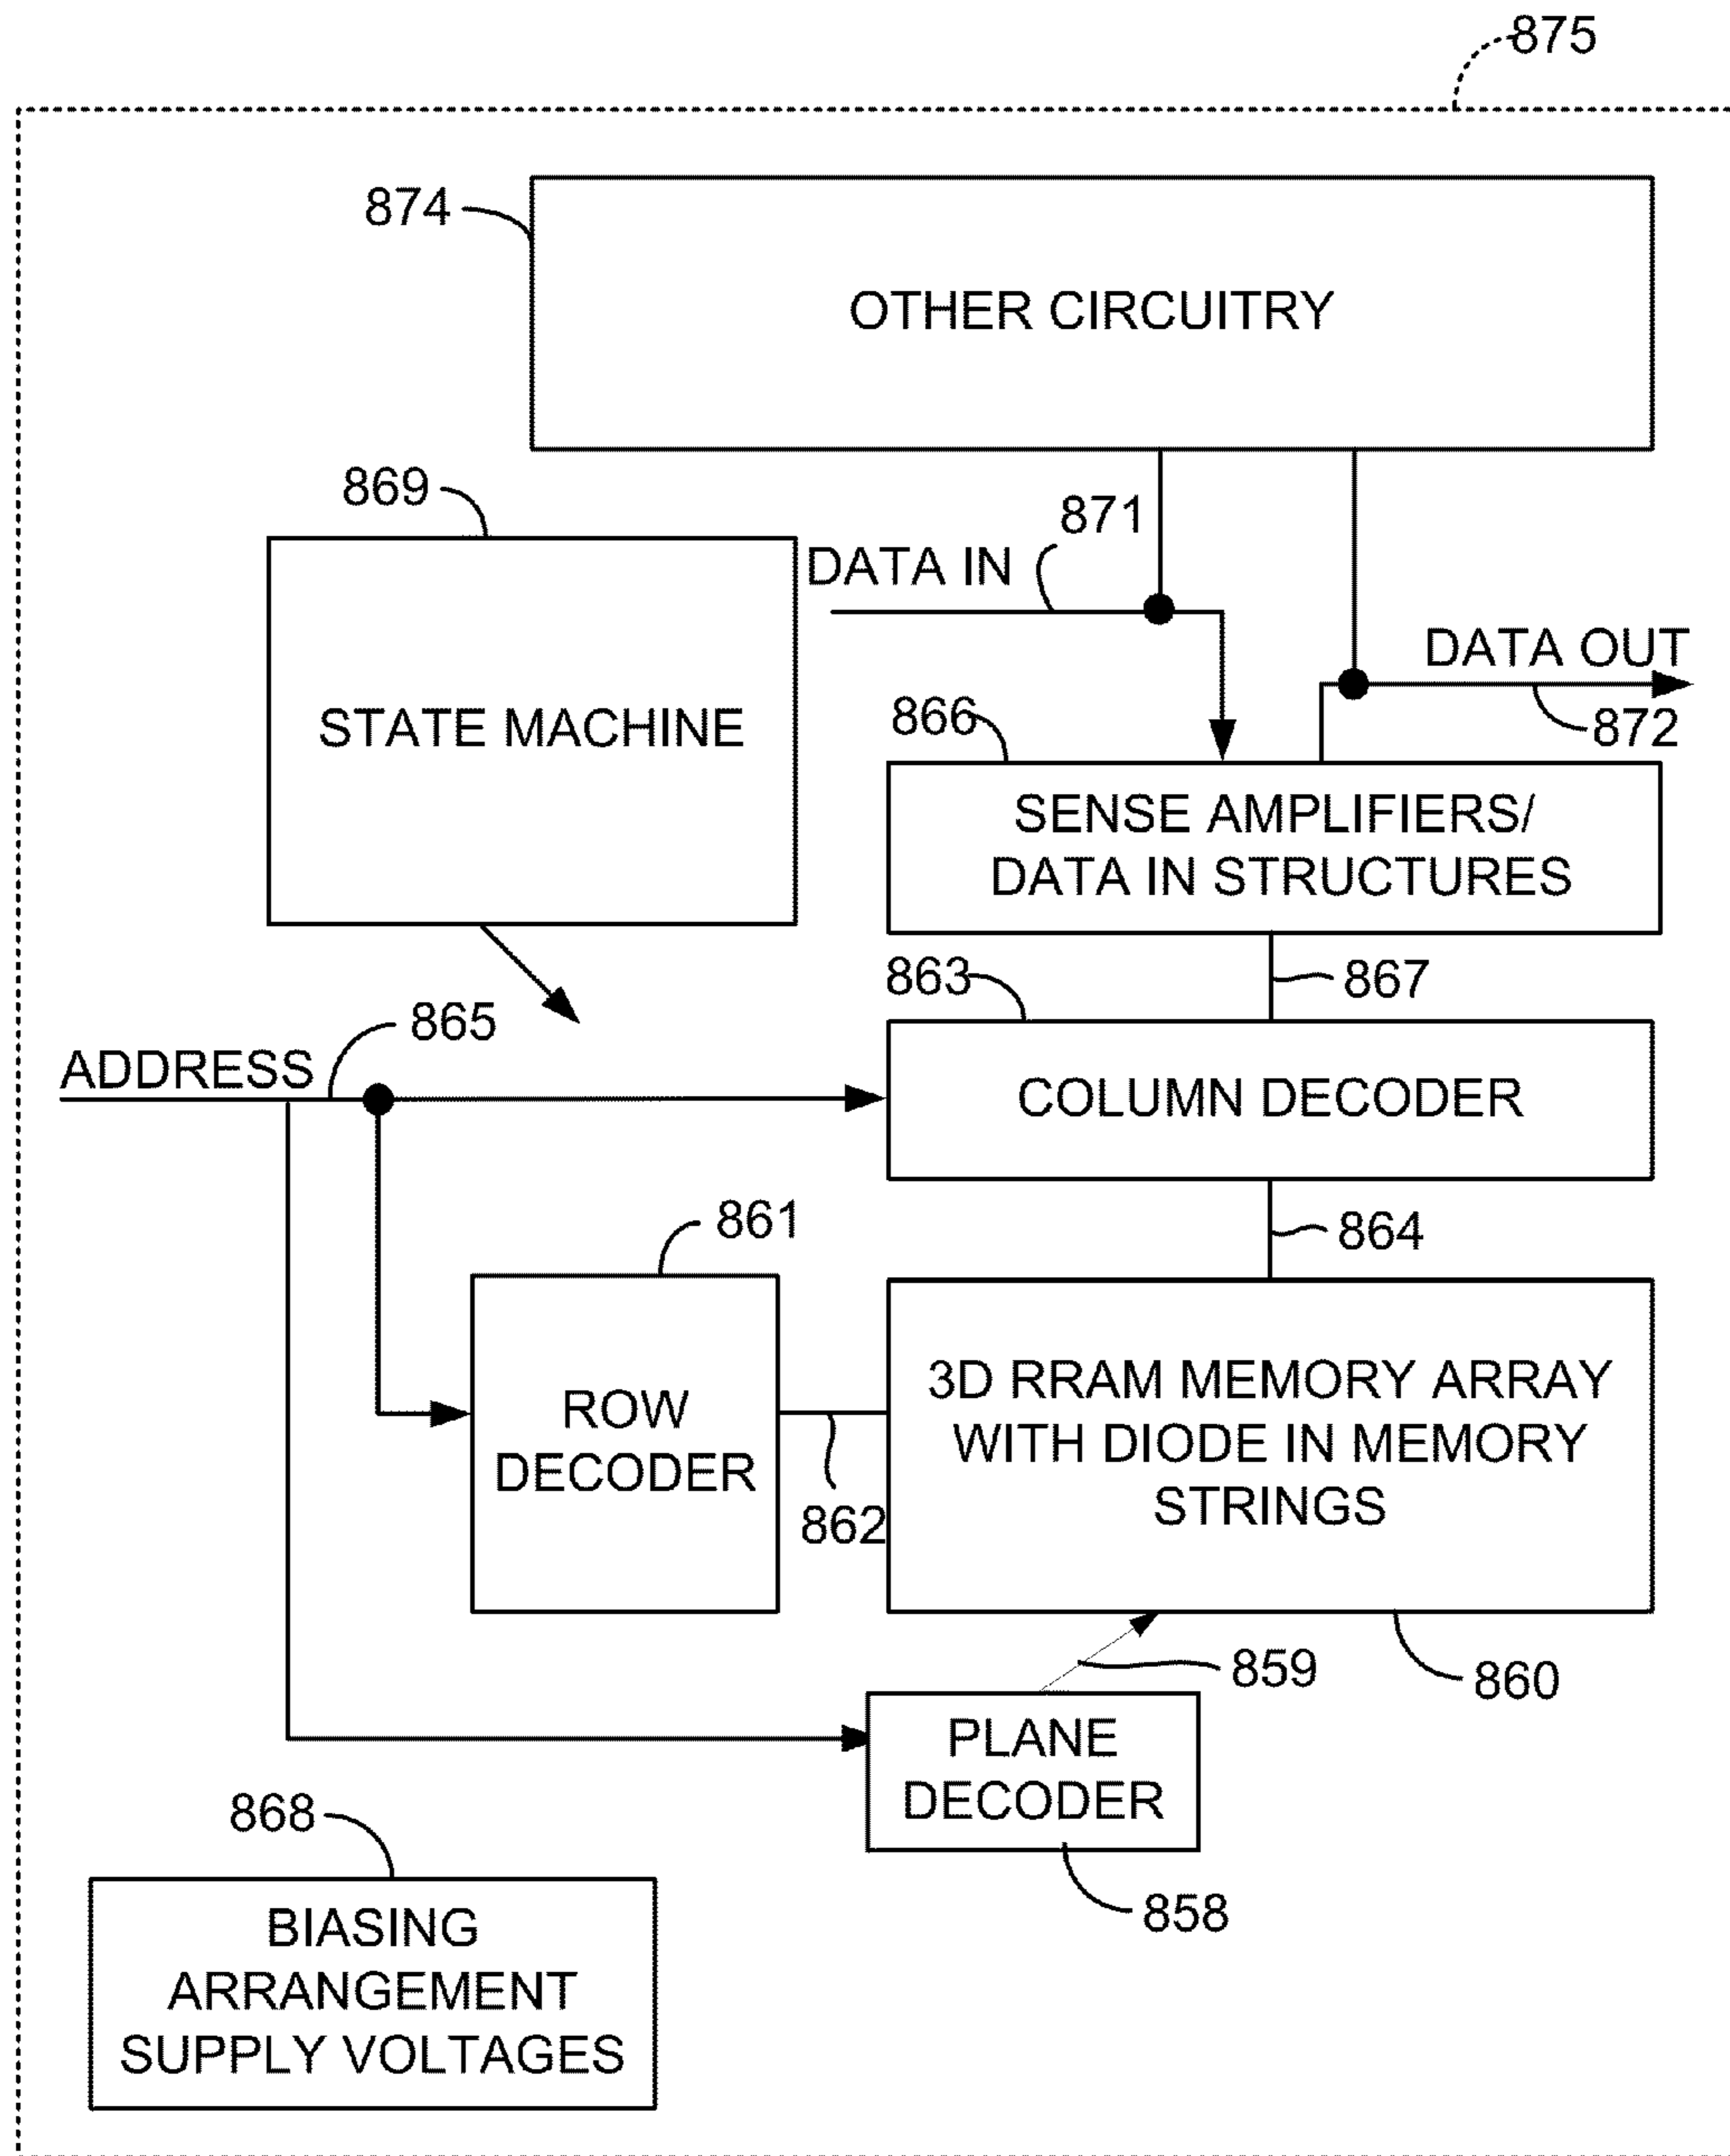 875
874
OTHER CIRCUITRY
869
871
DATA IN
DATA OUT
STATE MACHINE
866
872
SENSE AMPLIFIERS/
DATA IN STRUCTURES
863
867
865
ADDRESS
COLUMN DECODER
861
864
ROW
DECODER
3D RRAM MEMORY ARRAY
WITH DIODE IN MEMORY
STRINGS
862
859
860
PLANE
DECODER
868
858
BIASING
ARRANGEMENT
SUPPLY VOLTAGES